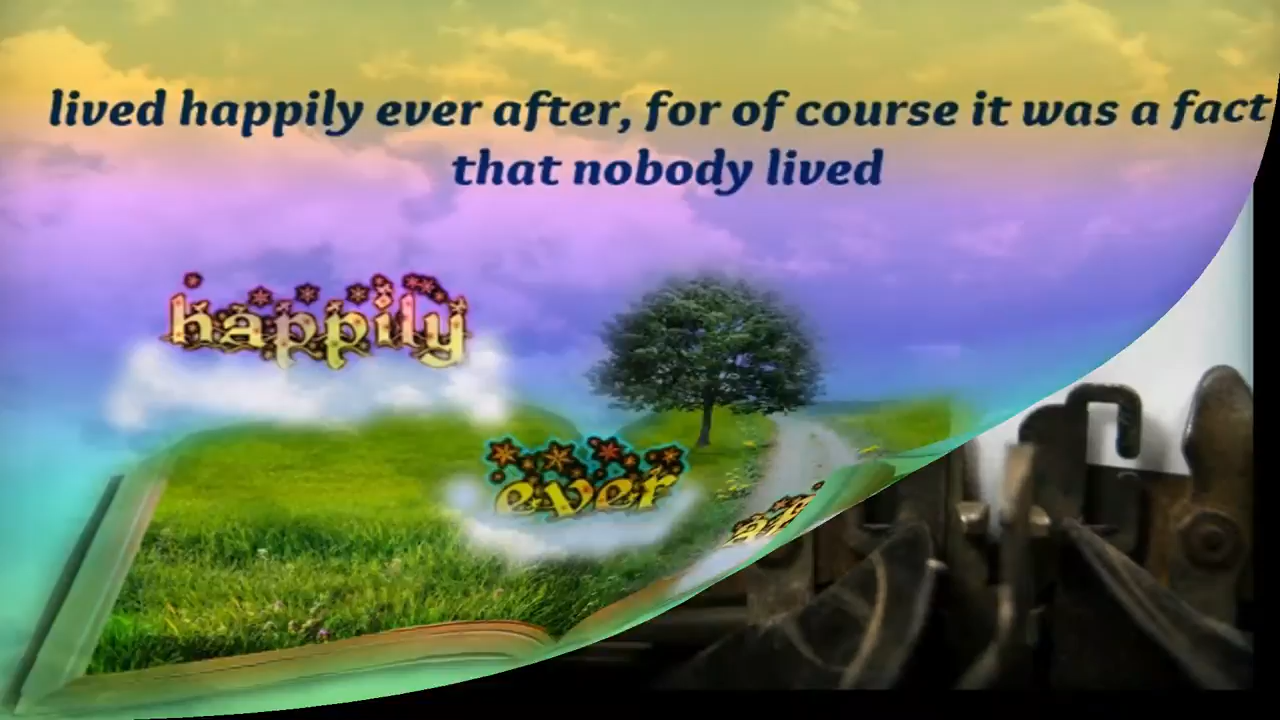 lived happily ever after, for of course it was a fact
that nobody lived
happily
ever